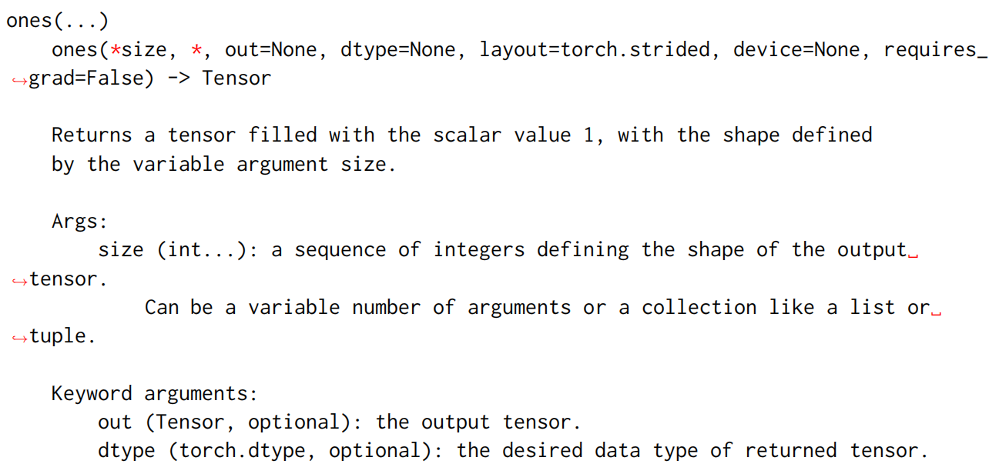 ones(...)
    ones(*size, *, out=None, dtype=None, layout=torch.strided, device=None, requires_
↪grad=False) -> Tensor

    Returns a tensor filled with the scalar value 1, with the shape defined
    by the variable argument size.

    Args:
        size (int...): a sequence of integers defining the shape of the output␣
↪tensor.
            Can be a variable number of arguments or a collection like a list or␣
↪tuple.

    Keyword arguments:
        out (Tensor, optional): the output tensor.
        dtype (torch.dtype, optional): the desired data type of returned tensor.